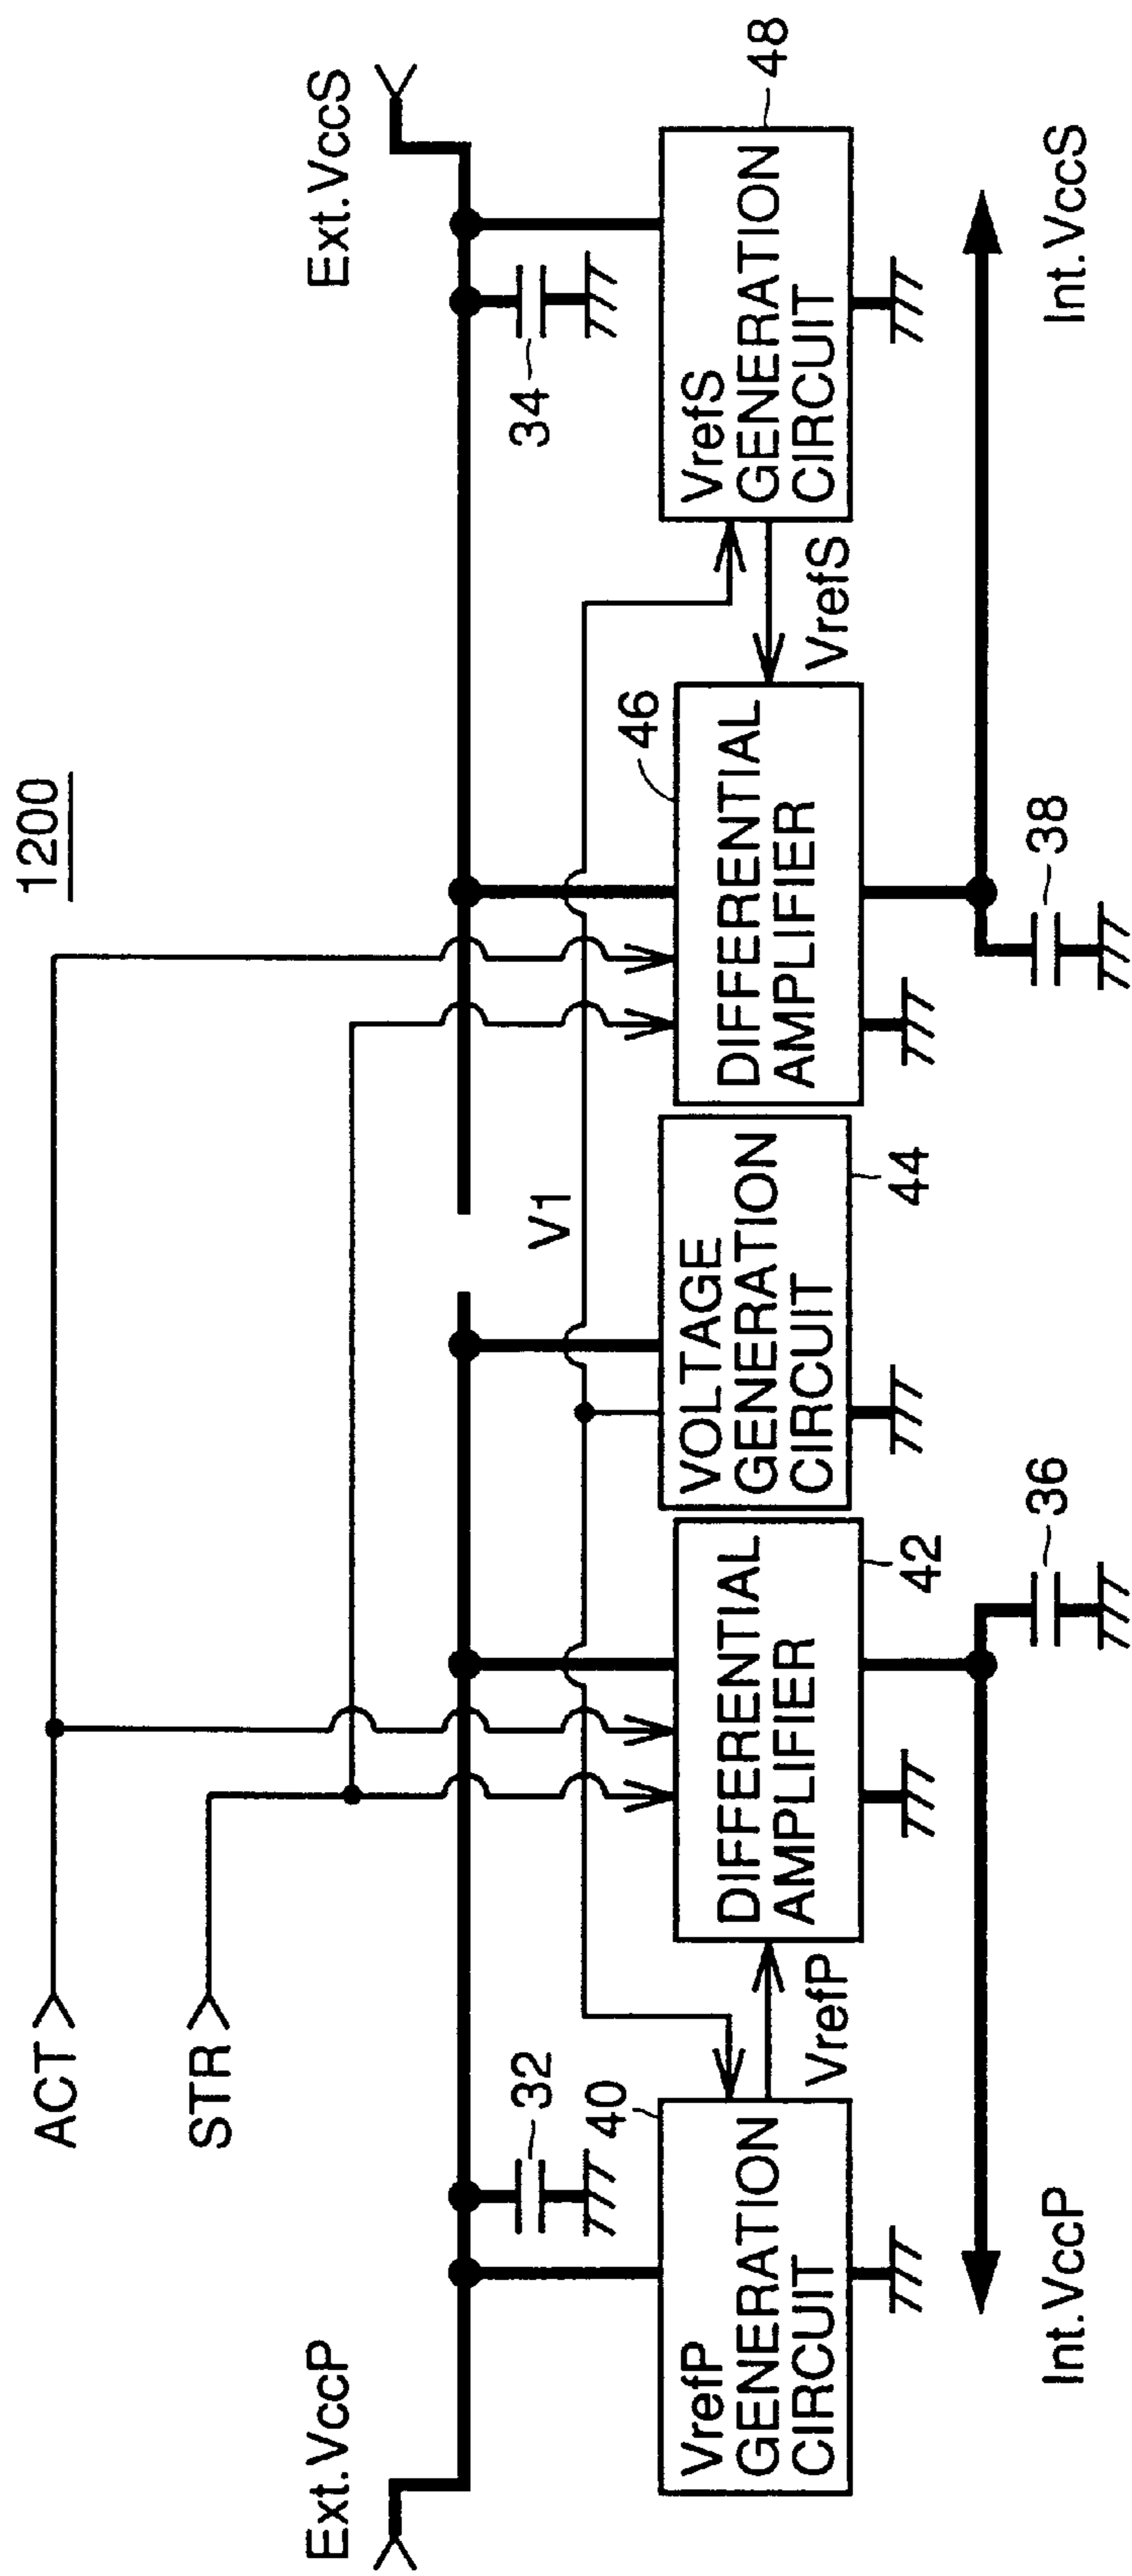 1200
ACT
STR
Ext.VccP
Ext.VccS
32
34
V1
40
VrefP
GENERATION
CIRCUIT
VrefP
DIFFERENTIAL
AMPLIFIER
42
VOLTAGE
GENERATION
CIRCUIT
44
46
DIFFERENTIAL
AMPLIFIER
VrefS
VrefS
GENERATION
CIRCUIT
48
36
38
Int.VccP
Int.VccS